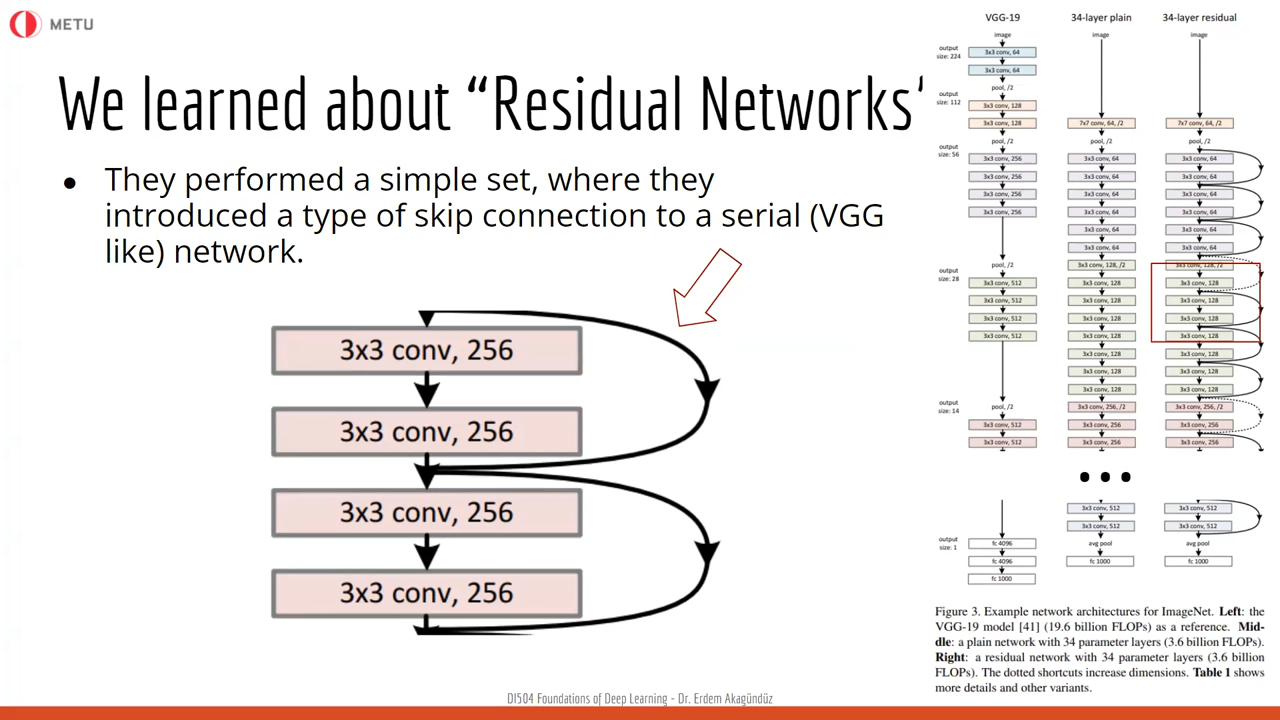 METU
We learned about “Residual Networks’
● They performed a simple set, where they
introduced a type of skip connection to a serial (VGG
like) network.
3x3 conv, 256
3x3 conv, 256
3x3 conv, 256
3x3 conv, 256
VGG-19
image
output
size: 224
3x3 conv, 64
3x3 conv, 64
pool, /2
output
size: 112
3x3 conv, 128
3x3 conv, 128
pool, /2
output
size: 56
3x3 conv, 256
3x3 conv, 256
3x3 conv, 256
3x3 conv, 256
pool, /2
output
size: 28
3x3 conv, 512
3x3 conv, 512
3x3 conv, 512
3x3 conv, 512
pool, /2
output
size: 14
3x3 conv, 512
3x3 conv, 512
output
size: 1
fc 4096
fc 4096
fc 1000
34-layer plain
image
7x7 conv, 64, /2
pool, /2
3x3 conv, 64
3x3 conv, 64
3x3 conv, 64
3x3 conv, 64
3x3 conv, 64
3x3 conv, 64
3x3 conv, 128, /2
3x3 conv, 128
3x3 conv, 128
3x3 conv, 128
3x3 conv, 128
3x3 conv, 128
3x3 conv, 128
3x3 conv, 128
3x3 conv, 256, /2
3x3 conv, 256
3x3 conv, 256
3x3 conv, 512
3x3 conv, 512
avg pool
fc 1000
34-layer residual
image
7x7 conv, 64, /2
pool, /2
3x3 conv, 64
3x3 conv, 64
3x3 conv, 64
3x3 conv, 64
3x3 conv, 64
3x3 conv, 64
3x3 conv, 128, /2
3x3 conv, 128
3x3 conv, 128
3x3 conv, 128
3x3 conv, 128
3x3 conv, 128
3x3 conv, 128
3x3 conv, 128
3x3 conv, 256, /2
3x3 conv, 256
3x3 conv, 256
3x3 conv, 512
3x3 conv, 512
avg pool
fc 1000
Figure 3. Example network architectures for ImageNet. Left: the
VGG-19 model [41] (19.6 billion FLOPs) as a reference. Mid-
dle: a plain network with 34 parameter layers (3.6 billion FLOPs).
Right: a residual network with 34 parameter layers (3.6 billion
FLOPs). The dotted shortcuts increase dimensions. Table 1 shows
more details and other variants.
DI504 Foundations of Deep Learning - Dr. Erdem Akagündüz